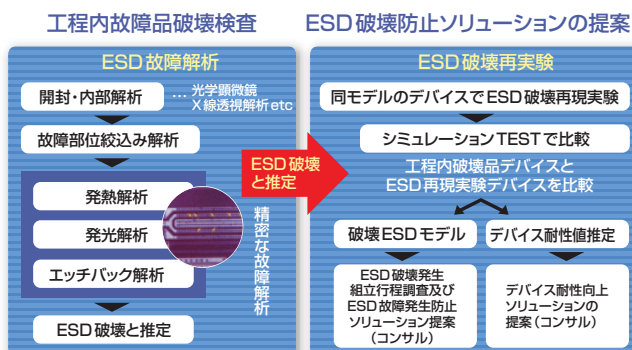 工程内故障品破壊検査
ESD故障解析
開封・内部解析
… 光学顕微鏡
X線透視解析etc
故障部位絞込み解析
発熱解析
発光解析
エッチバック解析
精密な故障解析
ESD破壊と推定
ESD破壊
と推定
ESD破壊防止ソリューションの提案
ESD破壊再実験
同モデルのデバイスでESD破壊再現実験
シミュレーションTESTで比較
工程内破壊品デバイスと
ESD再現実験デバイスを比較
破壊ESDモデル
デバイス耐性値推定
ESD破壊発生
組立行程調査及び
ESD故障発生防止
ソリューション提案
（コンサル）
デバイス耐性向上
ソリューションの
提案（コンサル）